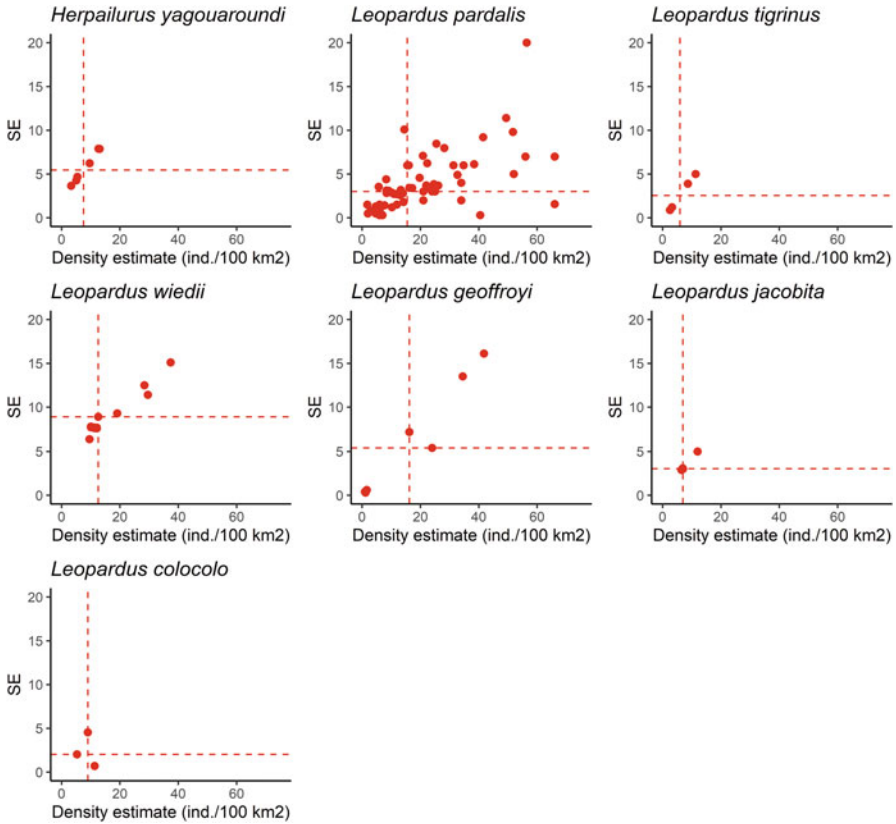 Herpailurus yagouaroundi
Leopardus pardalis
Leopardus tigrinus
20
15
10
5
0
SE
0 20 40 60
Density estimate (ind./100 km2)
20
15
10
5
0
SE
0 20 40 60
Density estimate (ind./100 km2)
20
15
10
5
0
SE
0 20 40 60
Density estimate (ind./100 km2)
Leopardus wiedii
Leopardus geoffroyi
Leopardus jacobita
20
15
10
5
0
SE
0 20 40 60
Density estimate (ind./100 km2)
20
15
10
5
0
SE
0 20 40 60
Density estimate (ind./100 km2)
20
15
10
5
0
SE
0 20 40 60
Density estimate (ind./100 km2)
Leopardus colocolo
20
15
10
5
0
SE
0 20 40 60
Density estimate (ind./100 km2)